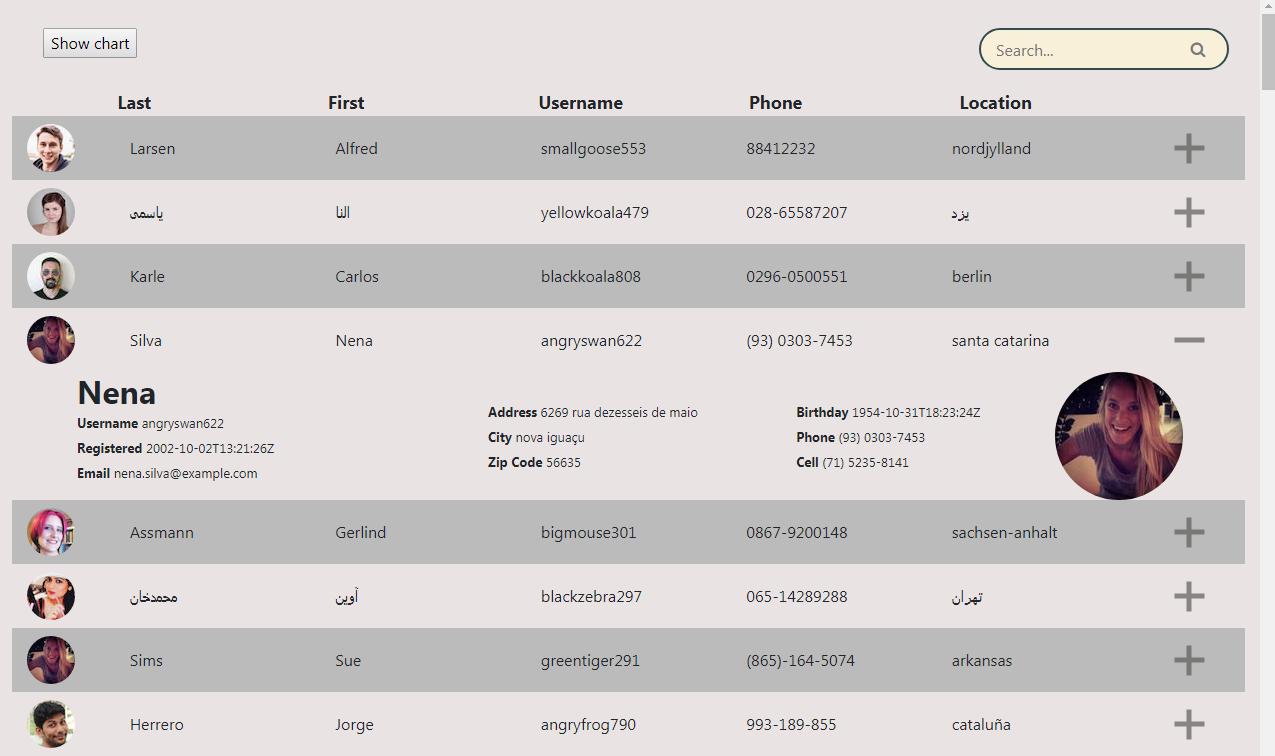 Show chart
Search...
Last First Username Phone Location
Larsen Alfred smallgoose553 88412232 nordjylland
یاسمی النا yellowkoala479 028-65587207 یزد
Karle Carlos blackkoala808 0296-0500551 berlin
Silva Nena angryswan622 (93) 0303-7453 santa catarina
Nena
Username angryswan622
Registered 2002-10-02T13:21:26Z
Email nena.silva@example.com
Address 6269 rua dezesseis de maio
City nova iguaçu
Zip Code 56635
Birthday 1954-10-31T18:23:24Z
Phone (93) 0303-7453
Cell (71) 5235-8141
Assmann Gerlind bigmouse301 0867-9200148 sachsen-anhalt
محمدخان آوین blackzebra297 065-14289288 تهران
Sims Sue greentiger291 (865)-164-5074 arkansas
Herrero Jorge angryfrog790 993-189-855 cataluña